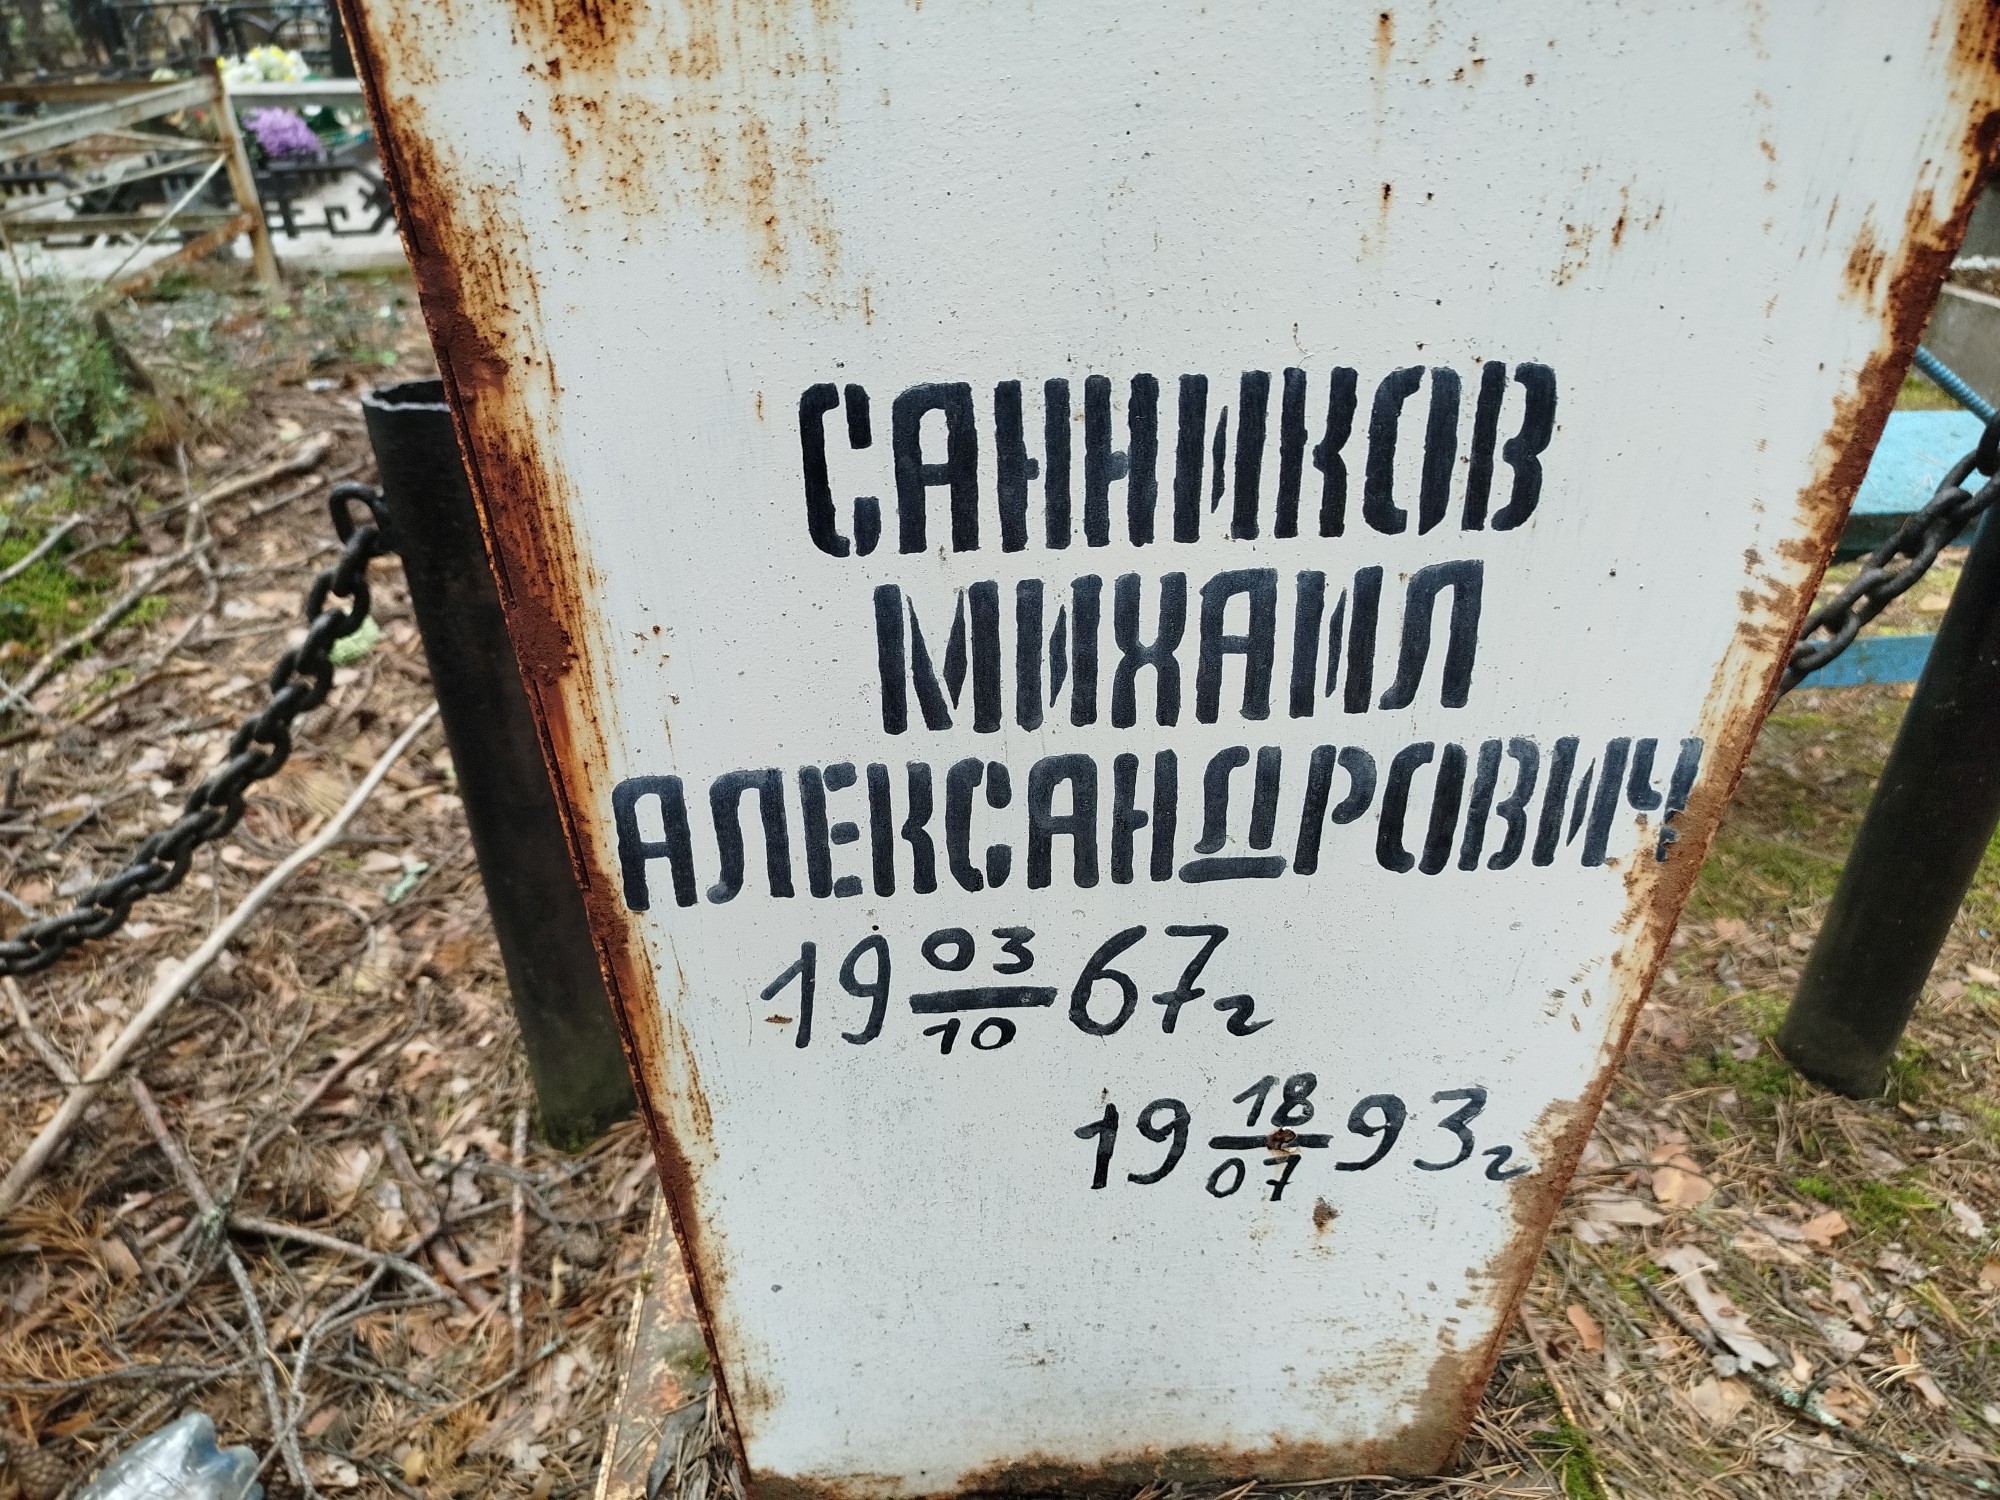 САННИКОВ
МИХАИЛ
АЛЕКСАНДРОВИЧ
19 03/10 67г
19 18/07 93г